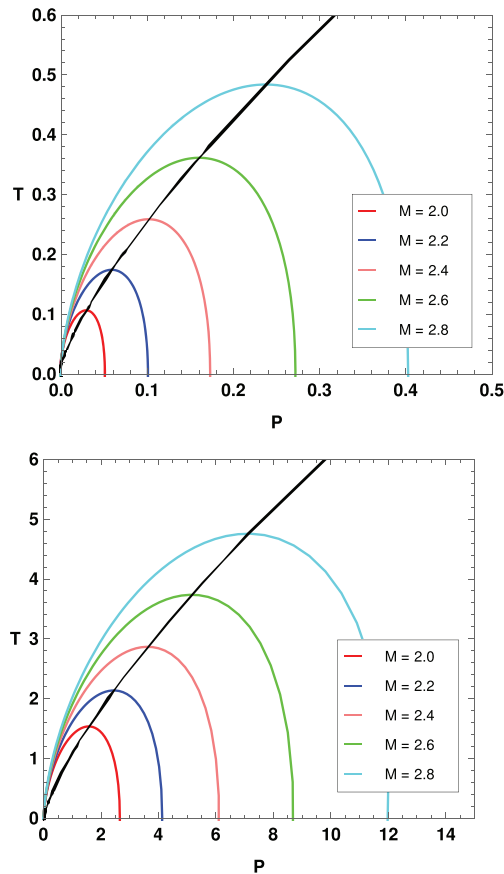 0.6
0.5
0.4
T 0.3
0.2
0.1
0.0
0.0 0.1 0.2 0.3 0.4 0.5
P
M = 2.0
M = 2.2
M = 2.4
M = 2.6
M = 2.8
6
5
4
T 3
2
1
0
0 2 4 6 8 10 12 14
P
M = 2.0
M = 2.2
M = 2.4
M = 2.6
M = 2.8